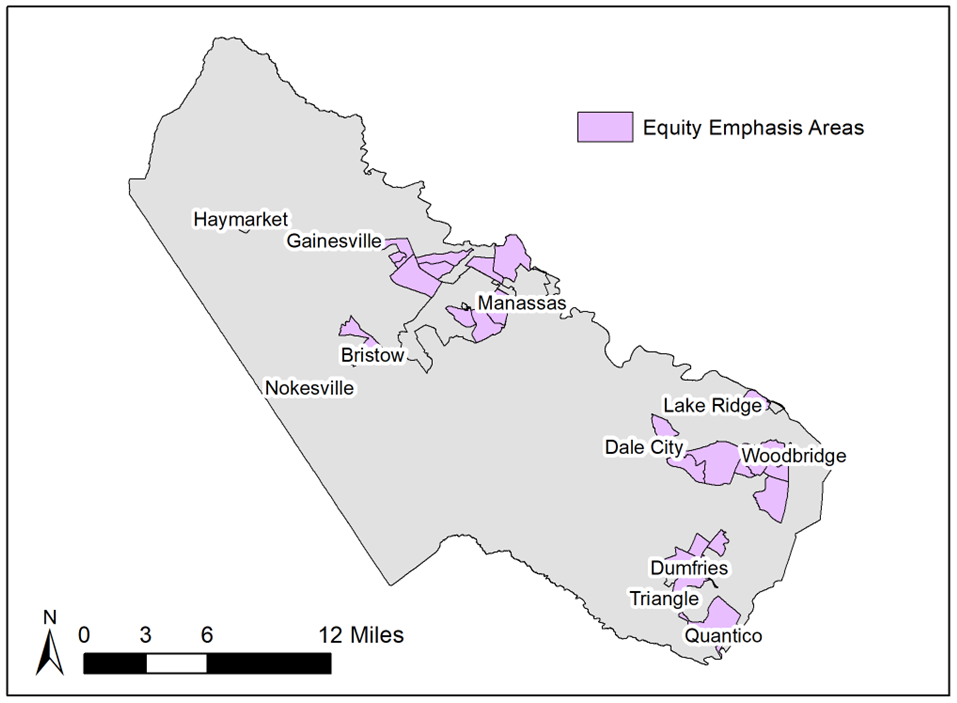 Equity Emphasis Areas
Haymarket
Gainesville
Manassas
Bristow
Nokesville
Lake Ridge
Dale City
Woodbridge
Dumfries
Triangle
Quantico
N
0 3 6 12 Miles